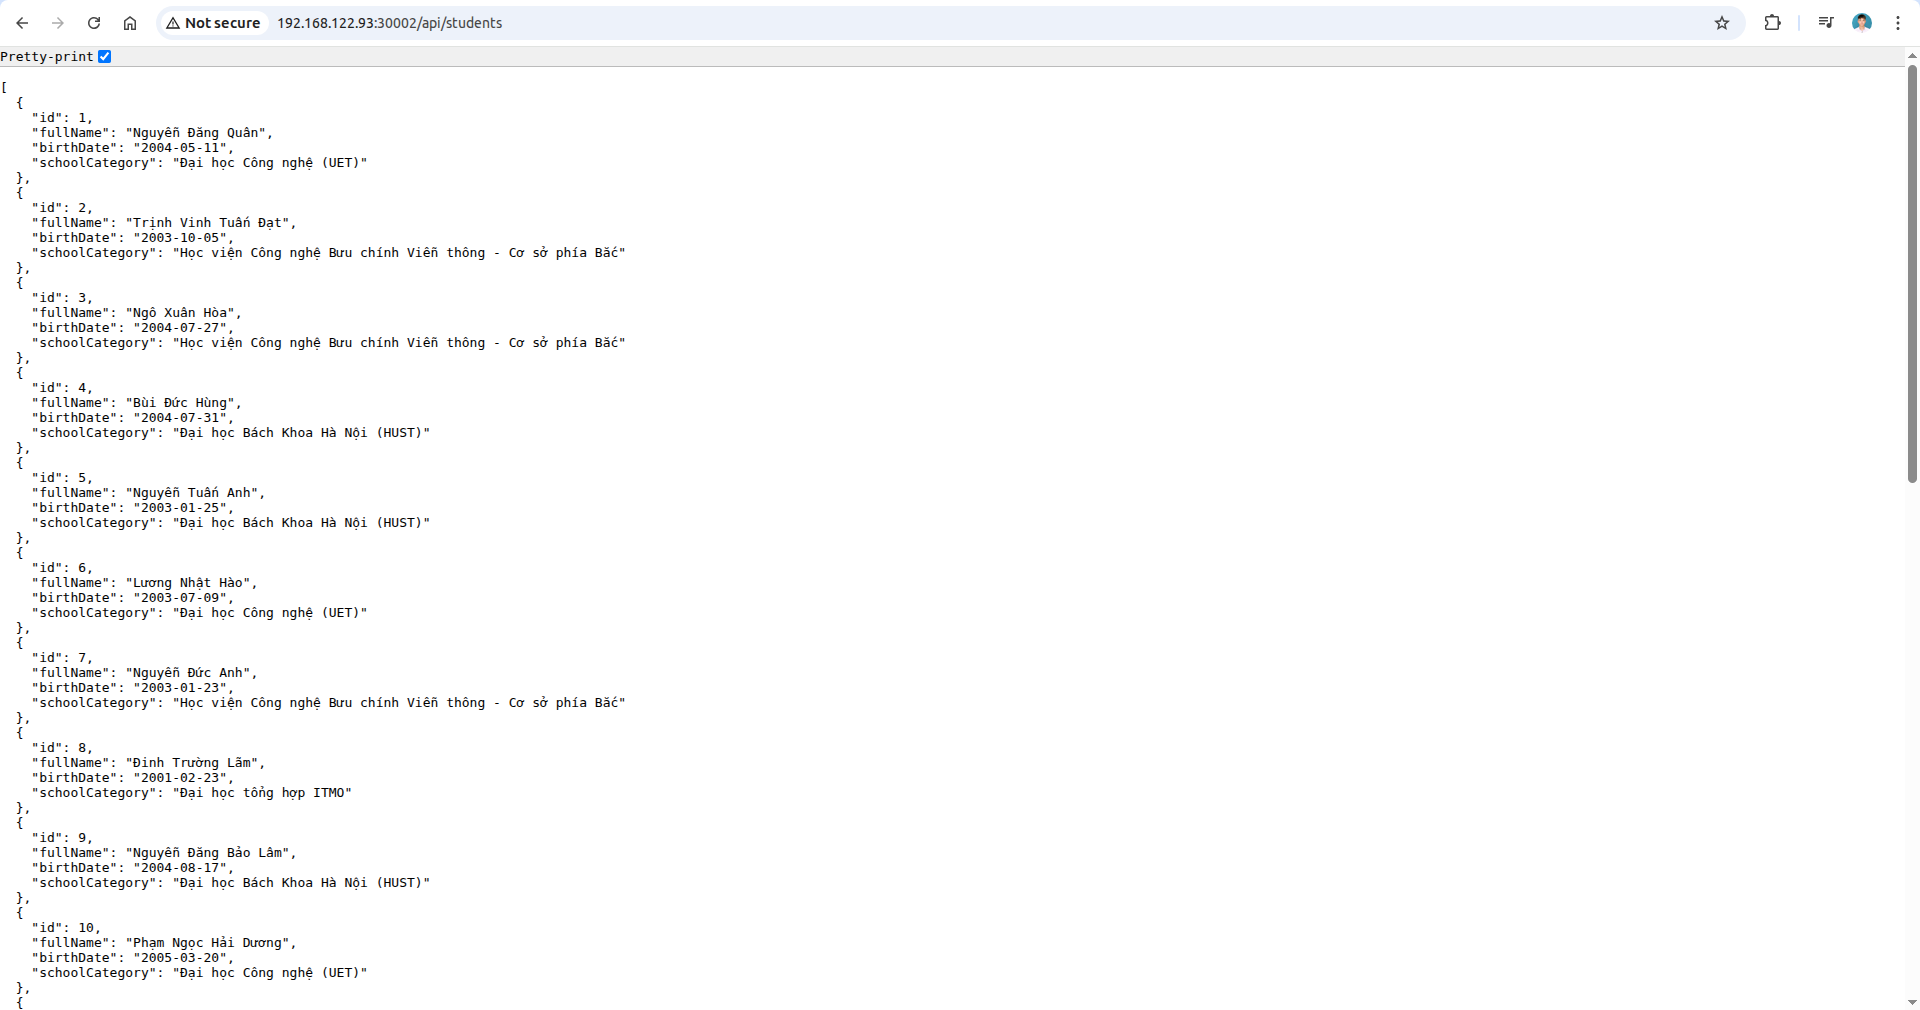 Not secure 192.168.122.93:30002/api/students
Pretty-print
[
  {
    "id": 1,
    "fullName": "Nguyễn Đăng Quân",
    "birthDate": "2004-05-11",
    "schoolCategory": "Đại học Công nghệ (UET)"
  },
  {
    "id": 2,
    "fullName": "Trịnh Vinh Tuấn Đạt",
    "birthDate": "2003-10-05",
    "schoolCategory": "Học viện Công nghệ Bưu chính Viễn thông - Cơ sở phía Bắc"
  },
  {
    "id": 3,
    "fullName": "Ngô Xuân Hòa",
    "birthDate": "2004-07-27",
    "schoolCategory": "Học viện Công nghệ Bưu chính Viễn thông - Cơ sở phía Bắc"
  },
  {
    "id": 4,
    "fullName": "Bùi Đức Hùng",
    "birthDate": "2004-07-31",
    "schoolCategory": "Đại học Bách Khoa Hà Nội (HUST)"
  },
  {
    "id": 5,
    "fullName": "Nguyễn Tuấn Anh",
    "birthDate": "2003-01-25",
    "schoolCategory": "Đại học Bách Khoa Hà Nội (HUST)"
  },
  {
    "id": 6,
    "fullName": "Lương Nhật Hào",
    "birthDate": "2003-07-09",
    "schoolCategory": "Đại học Công nghệ (UET)"
  },
  {
    "id": 7,
    "fullName": "Nguyễn Đức Anh",
    "birthDate": "2003-01-23",
    "schoolCategory": "Học viện Công nghệ Bưu chính Viễn thông - Cơ sở phía Bắc"
  },
  {
    "id": 8,
    "fullName": "Đinh Trường Lãm",
    "birthDate": "2001-02-23",
    "schoolCategory": "Đại học tổng hợp ITMO"
  },
  {
    "id": 9,
    "fullName": "Nguyễn Đăng Bảo Lâm",
    "birthDate": "2004-08-17",
    "schoolCategory": "Đại học Bách Khoa Hà Nội (HUST)"
  },
  {
    "id": 10,
    "fullName": "Phạm Ngọc Hải Dương",
    "birthDate": "2005-03-20",
    "schoolCategory": "Đại học Công nghệ (UET)"
  },
  {